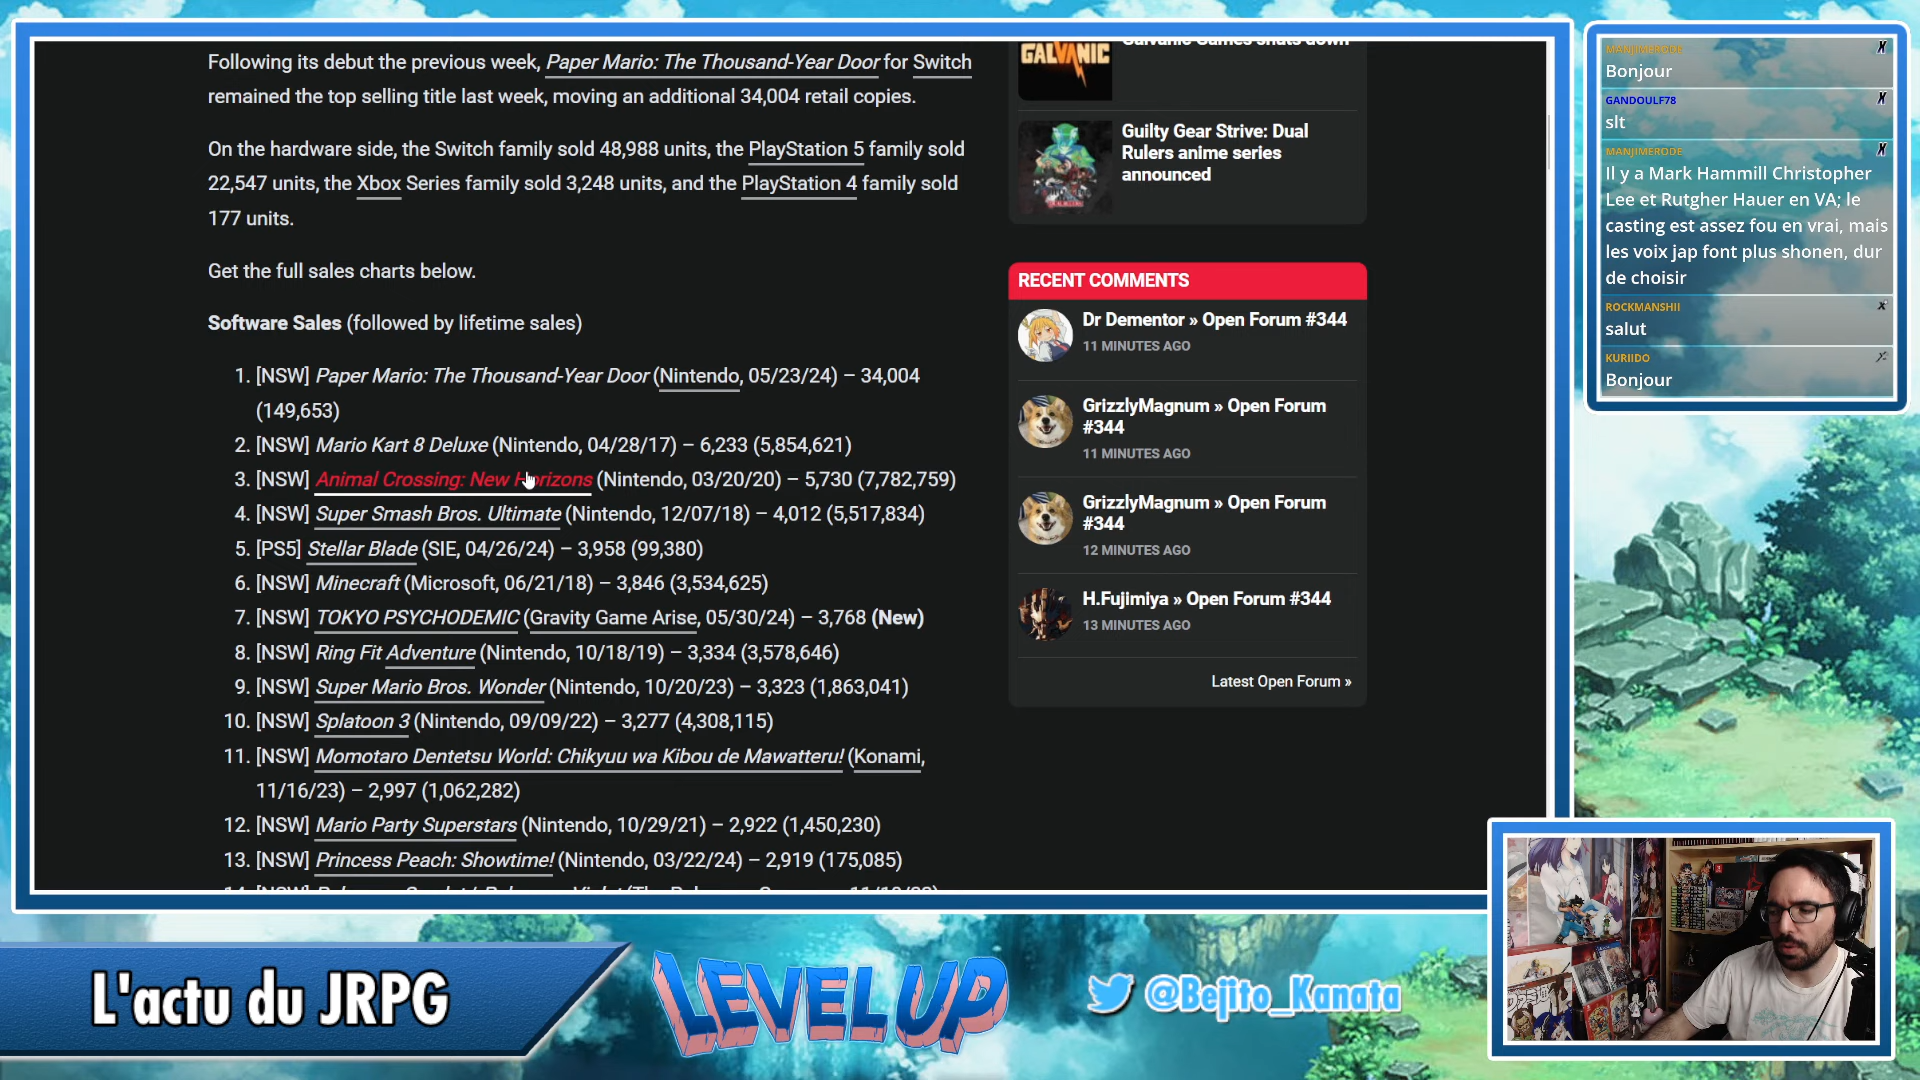 Following its debut the previous week, Paper Mario: The Thousand-Year Door for Switch
remained the top selling title last week, moving an additional 34,004 retail copies.
On the hardware side, the Switch family sold 48,988 units, the PlayStation 5 family sold
22,547 units, the Xbox Series family sold 3,248 units, and the PlayStation 4 family sold
177 units.
Get the full sales charts below.
Software Sales (followed by lifetime sales)
1. [NSW] Paper Mario: The Thousand-Year Door (Nintendo, 05/23/24) – 34,004
(149,653)
2. [NSW] Mario Kart 8 Deluxe (Nintendo, 04/28/17) – 6,233 (5,854,621)
3. [NSW] Animal Crossing: New Horizons (Nintendo, 03/20/20) – 5,730 (7,782,759)
4. [NSW] Super Smash Bros. Ultimate (Nintendo, 12/07/18) – 4,012 (5,517,834)
5. [PS5] Stellar Blade (SIE, 04/26/24) – 3,958 (99,380)
6. [NSW] Minecraft (Microsoft, 06/21/18) – 3,846 (3,534,625)
7. [NSW] TOKYO PSYCHODEMIC (Gravity Game Arise, 05/30/24) – 3,768 (New)
8. [NSW] Ring Fit Adventure (Nintendo, 10/18/19) – 3,334 (3,578,646)
9. [NSW] Super Mario Bros. Wonder (Nintendo, 10/20/23) – 3,323 (1,863,041)
10. [NSW] Splatoon 3 (Nintendo, 09/09/22) – 3,277 (4,308,115)
11. [NSW] Momotaro Dentetsu World: Chikyuu wa Kibou de Mawatteru! (Konami,
11/16/23) – 2,997 (1,062,282)
12. [NSW] Mario Party Superstars (Nintendo, 10/29/21) – 2,922 (1,450,230)
13. [NSW] Princess Peach: Showtime! (Nintendo, 03/22/24) – 2,919 (175,085)
Galvanic Games shuts down
GALVANIC
Guilty Gear Strive: Dual
Rulers anime series
announced
RECENT COMMENTS
Dr Dementor » Open Forum #344
11 MINUTES AGO
GrizzlyMagnum » Open Forum
#344
11 MINUTES AGO
GrizzlyMagnum » Open Forum
#344
12 MINUTES AGO
H.Fujimiya » Open Forum #344
13 MINUTES AGO
Latest Open Forum »
MANJIMERODE
Bonjour
GANDOULF78
slt
MANJIMERODE
Il y a Mark Hammill Christopher
Lee et Rutgher Hauer en VA; le
casting est assez fou en vrai, mais
les voix jap font plus shonen, dur
de choisir
ROCKMANSHII
salut
KURIIDO
Bonjour
L'actu du JRPG
LEVEL UP
@Bejito_Kanata